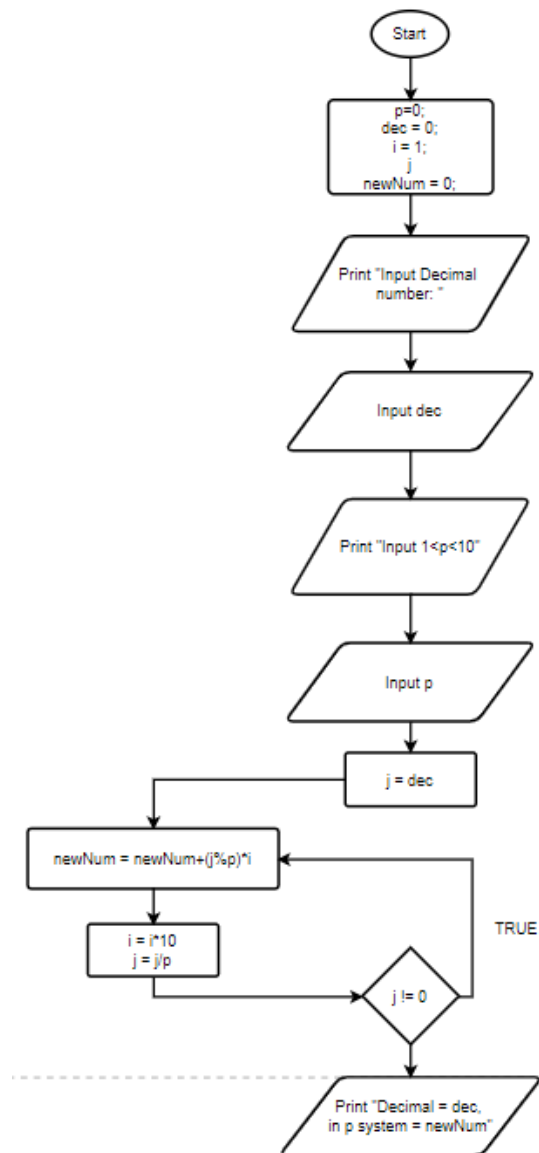 Start
p=0;
dec = 0;
i = 1;
j
newNum = 0;
Print "Input Decimal
number: "
Input dec
Print "Input 1<p<10"
Input p
j = dec
newNum = newNum+(j%p)*i
i = i*10
j = j/p
TRUE
j != 0
Print "Decimal = dec,
in p system = newNum"